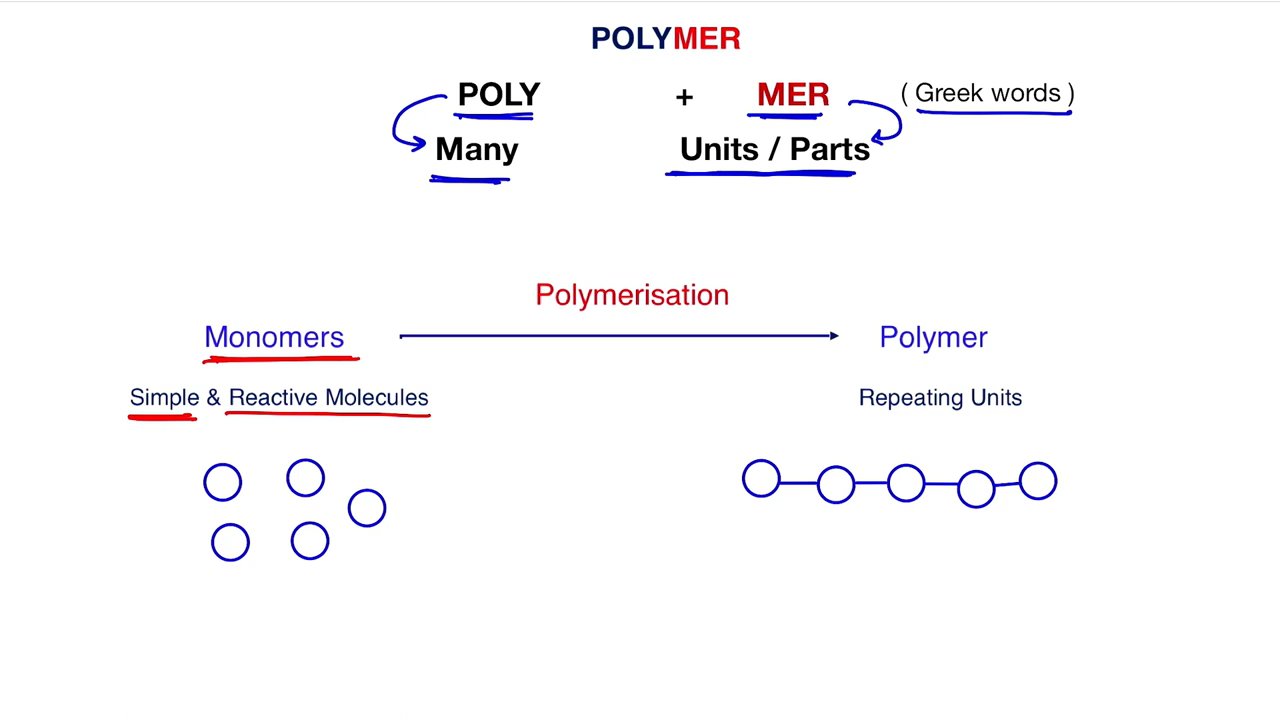 POLYMER
POLY + MER ( Greek words )
Many Units / Parts
Polymerisation
Monomers Polymer
Simple & Reactive Molecules Repeating Units